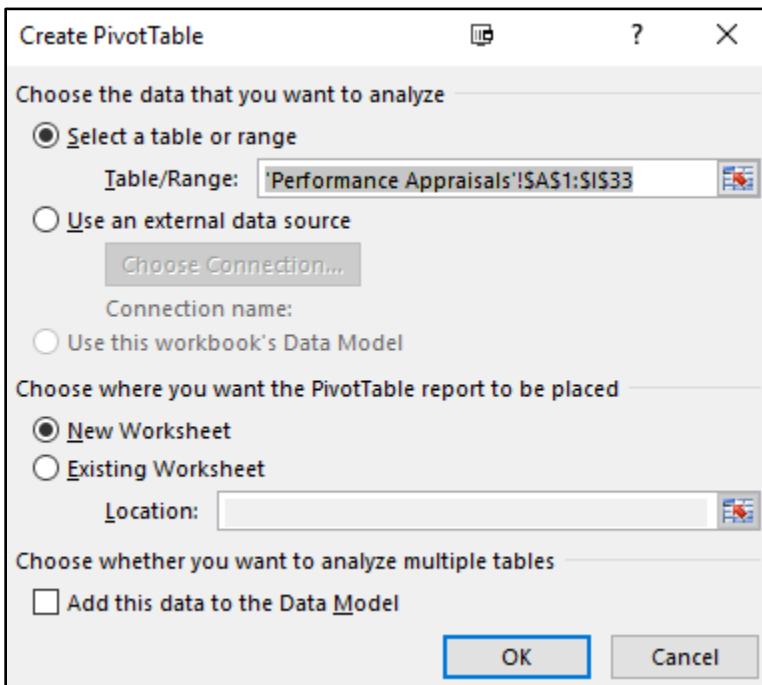 Create PivotTable ? X
Choose the data that you want to analyze
Select a table or range
Table/Range: 'Performance Appraisals'!$A$1:$I$33
Use an external data source
Choose Connection...
Connection name:
Use this workbook's Data Model
Choose where you want the PivotTable report to be placed
New Worksheet
Existing Worksheet
Location:
Choose whether you want to analyze multiple tables
Add this data to the Data Model
OK Cancel